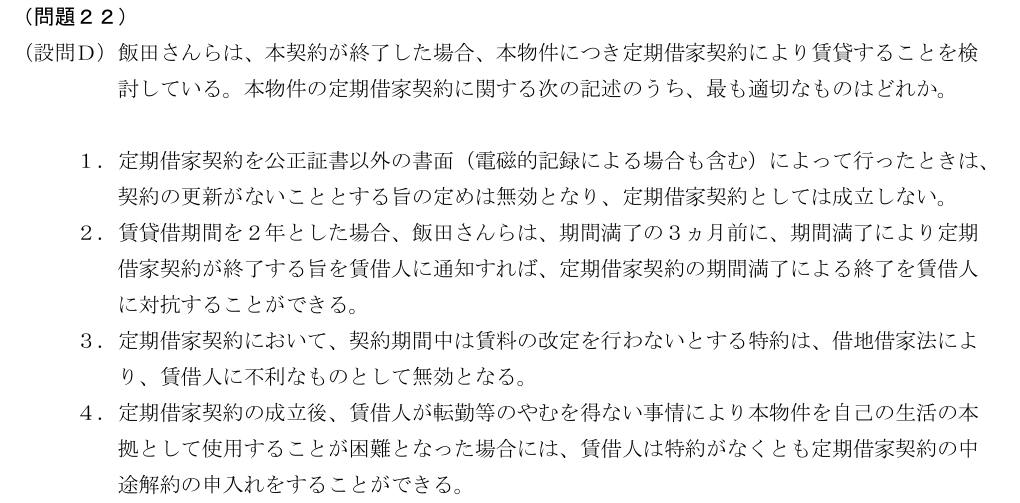 （問題２２）
（設問Ｄ）飯田さんらは、本契約が終了した場合、本物件につき定期借家契約により賃貸することを検
討している。本物件の定期借家契約に関する次の記述のうち、最も適切なものはどれか。
１．定期借家契約を公正証書以外の書面（電磁的記録による場合も含む）によって行ったときは、
契約の更新がないこととする旨の定めは無効となり、定期借家契約としては成立しない。
２．賃貸借期間を２年とした場合、飯田さんらは、期間満了の３ヵ月前に、期間満了により定期
借家契約が終了する旨を賃借人に通知すれば、定期借家契約の期間満了による終了を賃借人
に対抗することができる。
３．定期借家契約において、契約期間中は賃料の改定を行わないとする特約は、借地借家法によ
り、賃借人に不利なものとして無効となる。
４．定期借家契約の成立後、賃借人が転勤等のやむを得ない事情により本物件を自己の生活の本
拠として使用することが困難となった場合には、賃借人は特約がなくとも定期借家契約の中
途解約の申入れをすることができる。